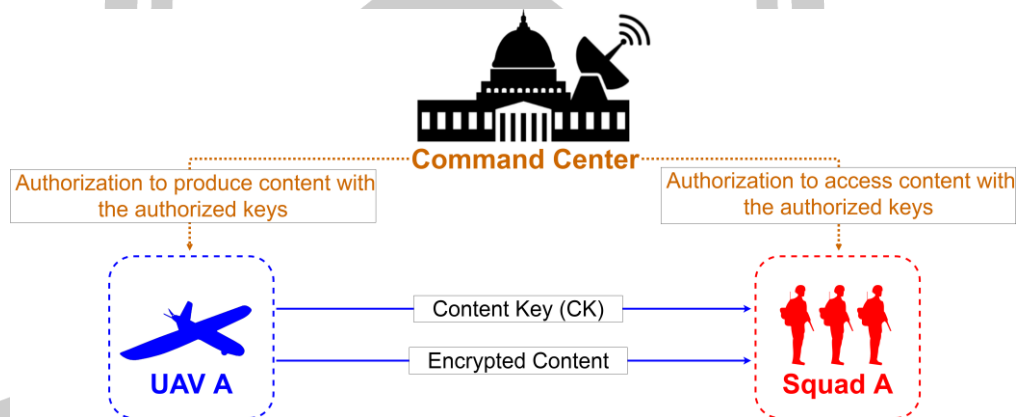 Command Center
Authorization to produce content with
the authorized keys
Authorization to access content with
the authorized keys
Content Key (CK)
Encrypted Content
UAV A
Squad A